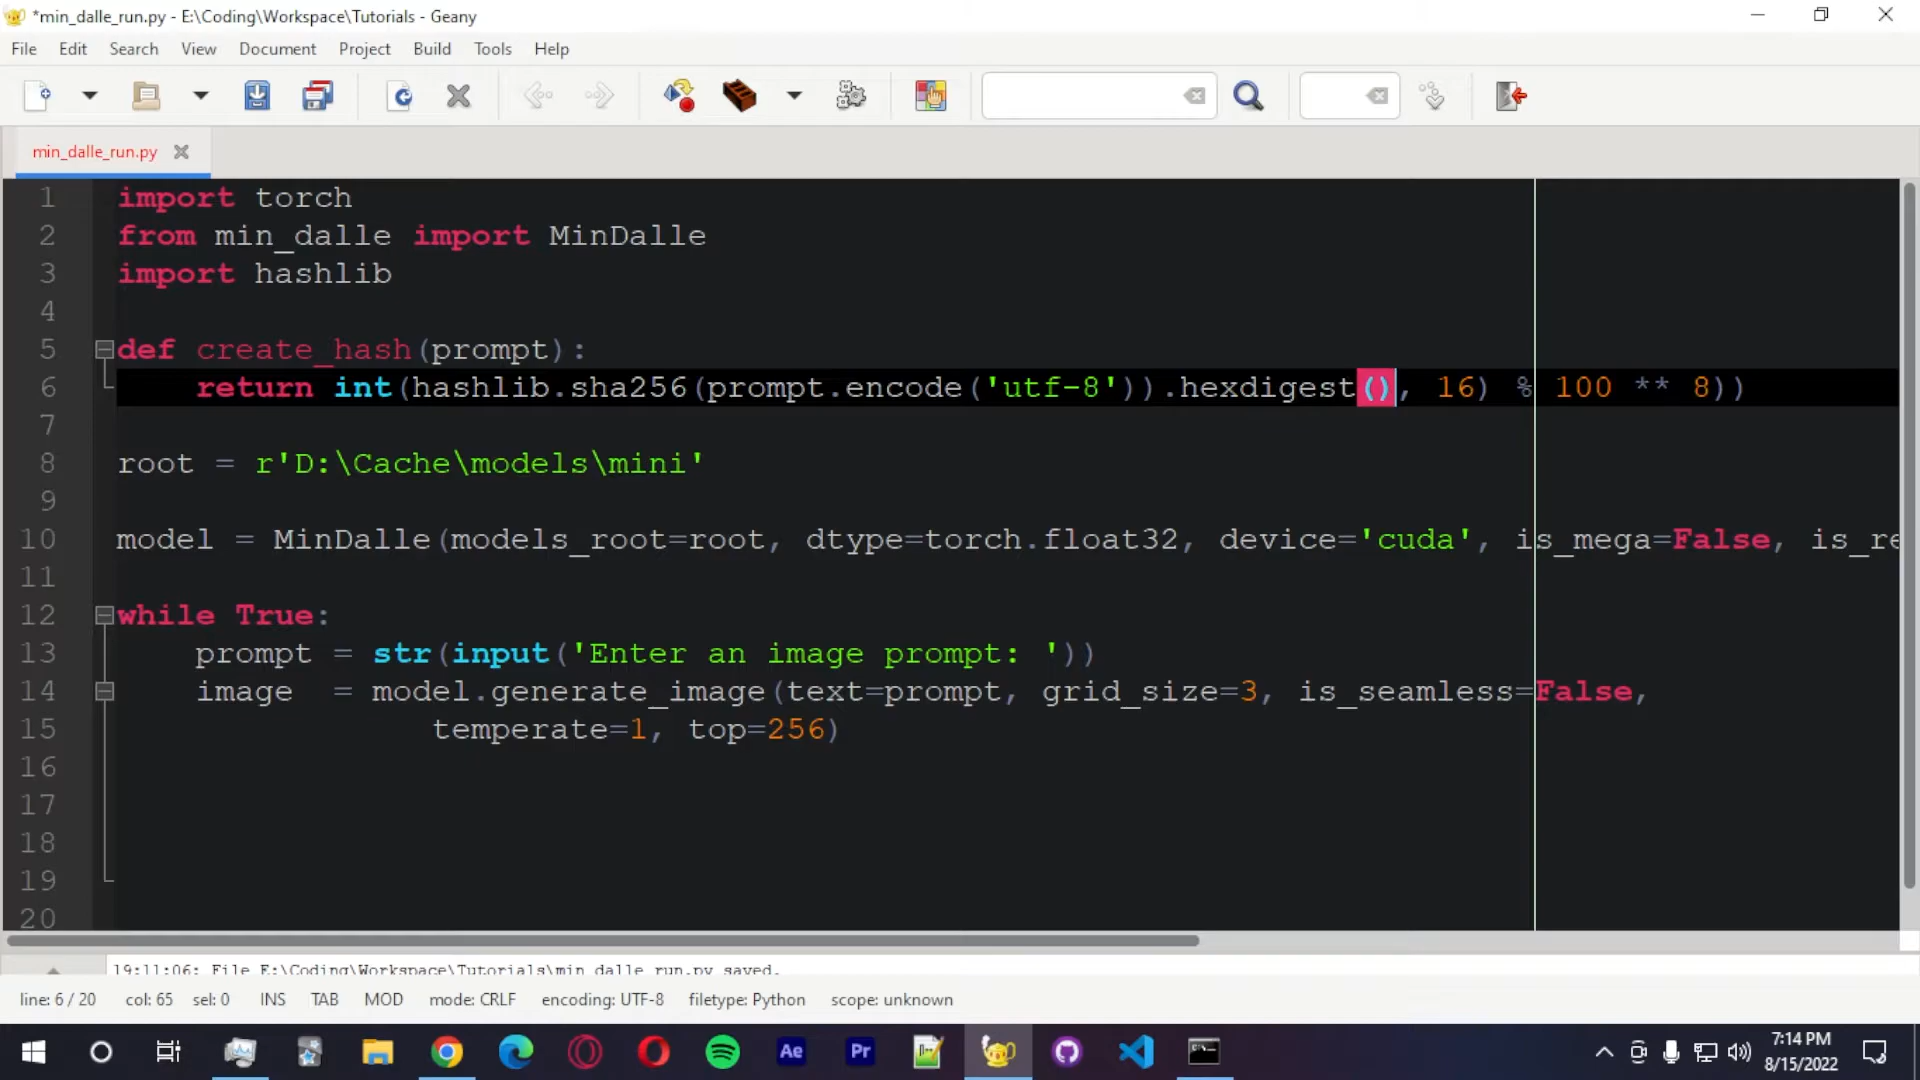 *min_dalle_run.py - E:\Coding\Workspace\Tutorials - Geany
File Edit Search View Document Project Build Tools Help
min_dalle_run.py
1 import torch
2 from min_dalle import MinDalle
3 import hashlib
4
5 def create_hash(prompt):
6 return int(hashlib.sha256(prompt.encode('utf-8')).hexdigest(), 16) % 100 ** 8))
7
8 root = r'D:\Cache\models\mini'
9
10 model = MinDalle(models_root=root, dtype=torch.float32, device='cuda', is_mega=False, is_re
11
12 while True:
13 prompt = str(input('Enter an image prompt: '))
14 image = model.generate_image(text=prompt, grid_size=3, is_seamless=False,
15 temperate=1, top=256)
16
17
18
19
20
19:11:06: File E:\Coding\Workspace\Tutorials\min_dalle_run.py saved.
line: 6 / 20 col: 65 sel: 0 INS TAB MOD mode: CRLF encoding: UTF-8 filetype: Python scope: unknown
Ae Pr
7:14 PM
8/15/2022